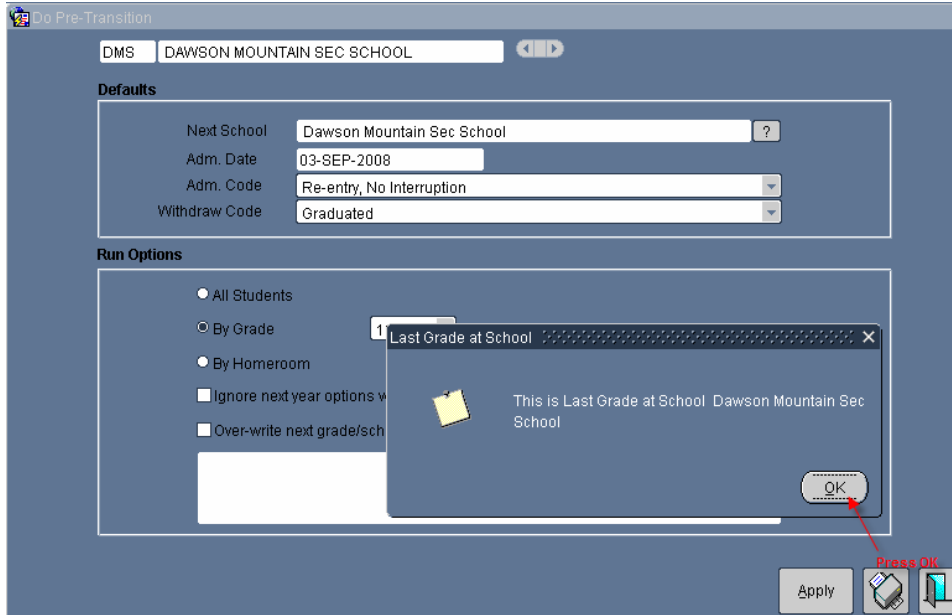 Do Pre-Transition
DMS DAWSON MOUNTAIN SEC SCHOOL
Defaults
Next School Dawson Mountain Sec School ?
Adm. Date 03-SEP-2008
Adm. Code Re-entry, No Interruption
Withdraw Code Graduated
Run Options
All Students
By Grade
Last Grade at School
By Homeroom
Ignore next year options
This is Last Grade at School Dawson Mountain Sec
School
Over-write next grade/sch
OK
Press OK
Apply